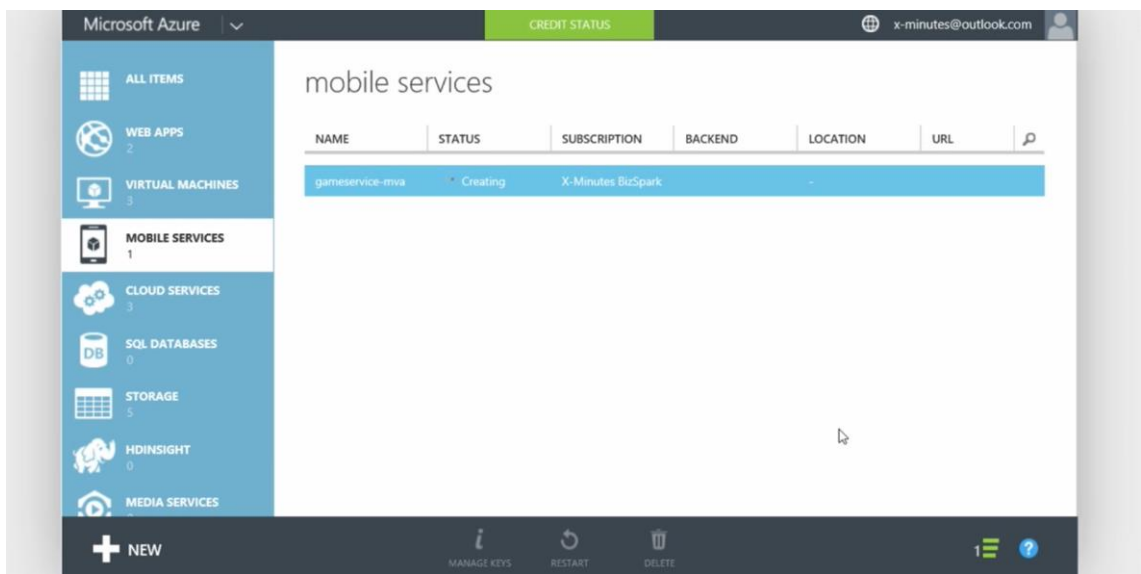 Microsoft Azure
CREDIT STATUS
x-minutes@outlook.com
ALL ITEMS
WEB APPS
2
VIRTUAL MACHINES
3
MOBILE SERVICES
1
CLOUD SERVICES
3
SQL DATABASES
0
DB
STORAGE
5
HDINSIGHT
0
MEDIA SERVICES
mobile services
NAME STATUS SUBSCRIPTION BACKEND LOCATION URL
gameservice-mva Creating X-Minutes BizSpark -
NEW
MANAGE KEYS
RESTART
DELETE
1
?